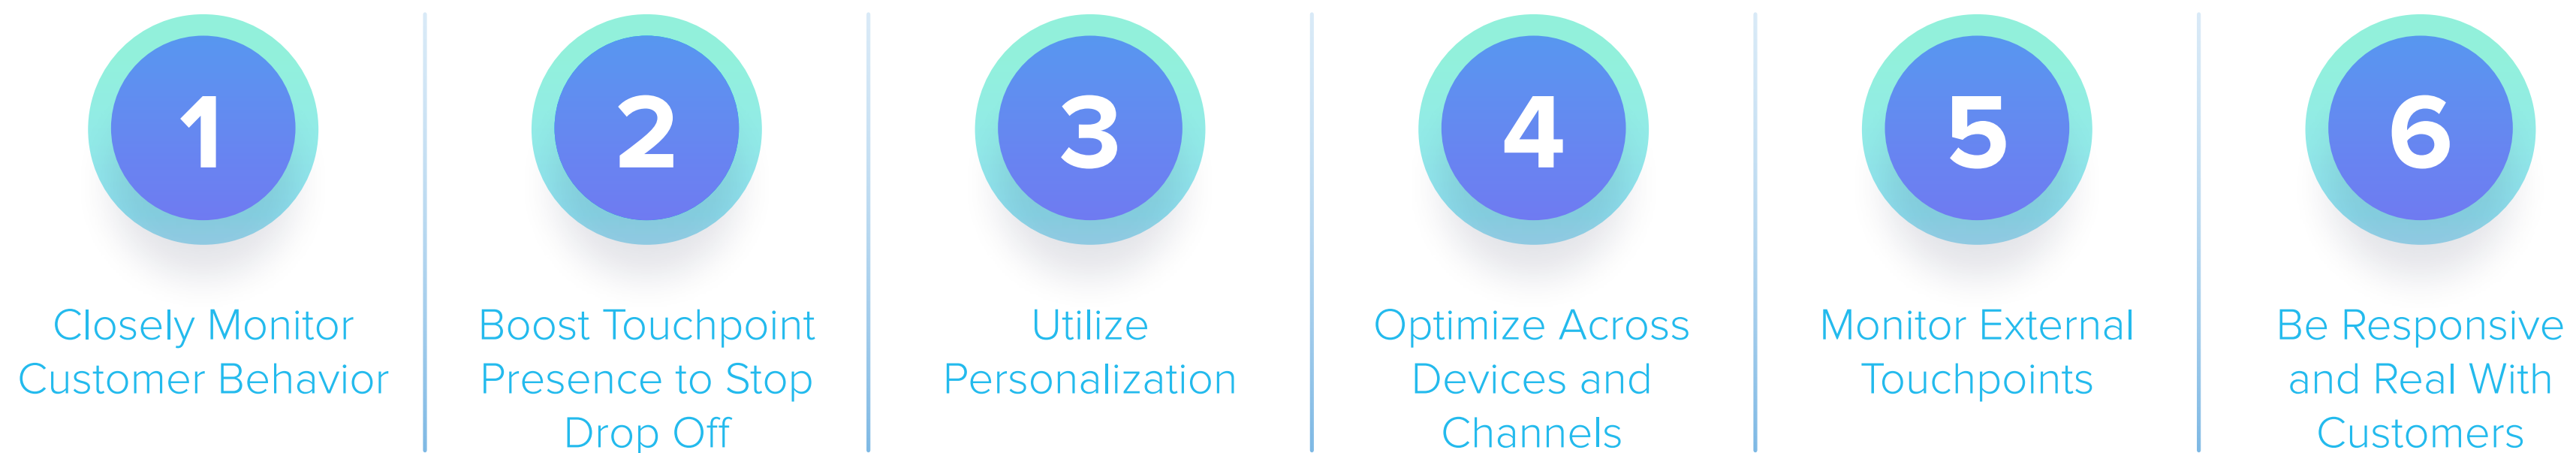 1
Closely Monitor
Customer Behavior
2
Boost Touchpoint
Presence to Stop
Drop Off
3
Utilize
Personalization
4
Optimize Across
Devices and
Channels
5
Monitor External
Touchpoints
6
Be Responsive
and Real With
Customers